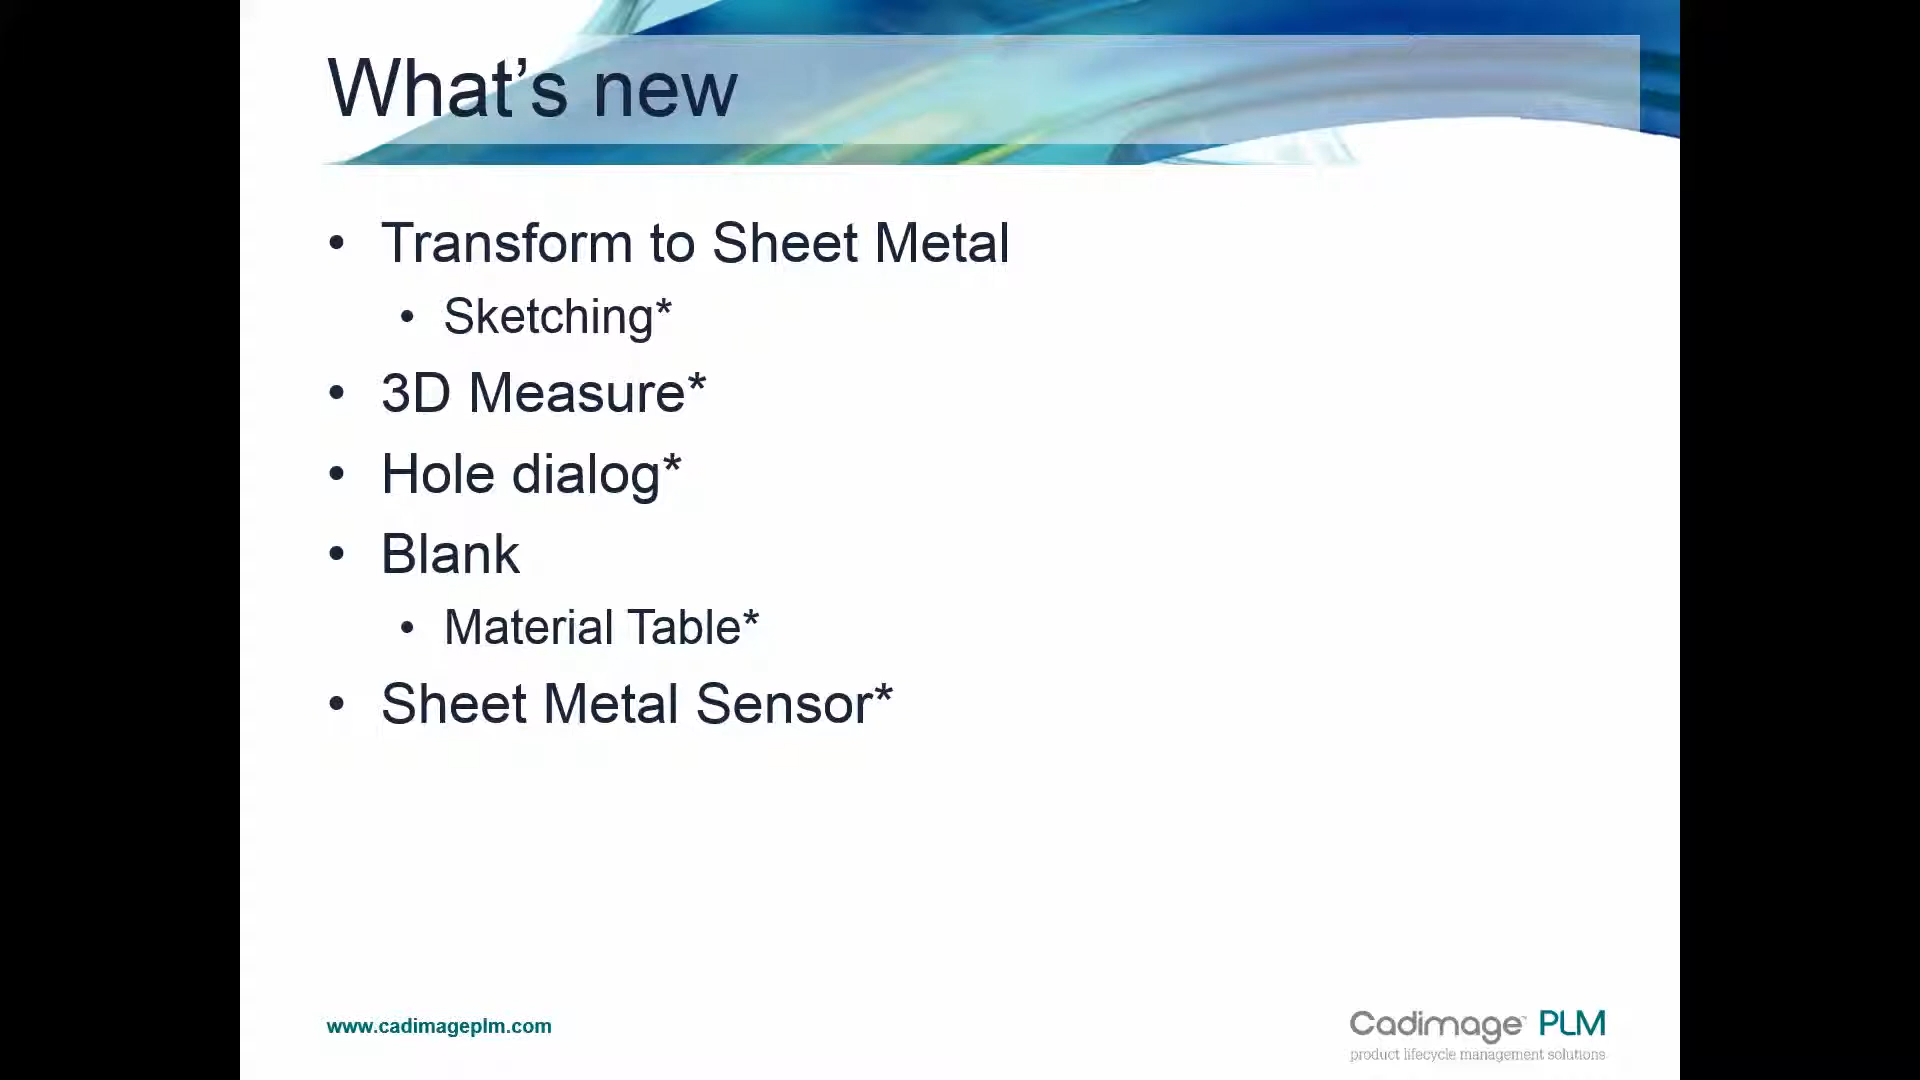 What’s new
• Transform to Sheet Metal
• Sketching*
• 3D Measure*
• Hole dialog*
• Blank
• Material Table*
• Sheet Metal Sensor*
www.cadimageplm.com
Cadimage™ PLM
product lifecycle management solutions